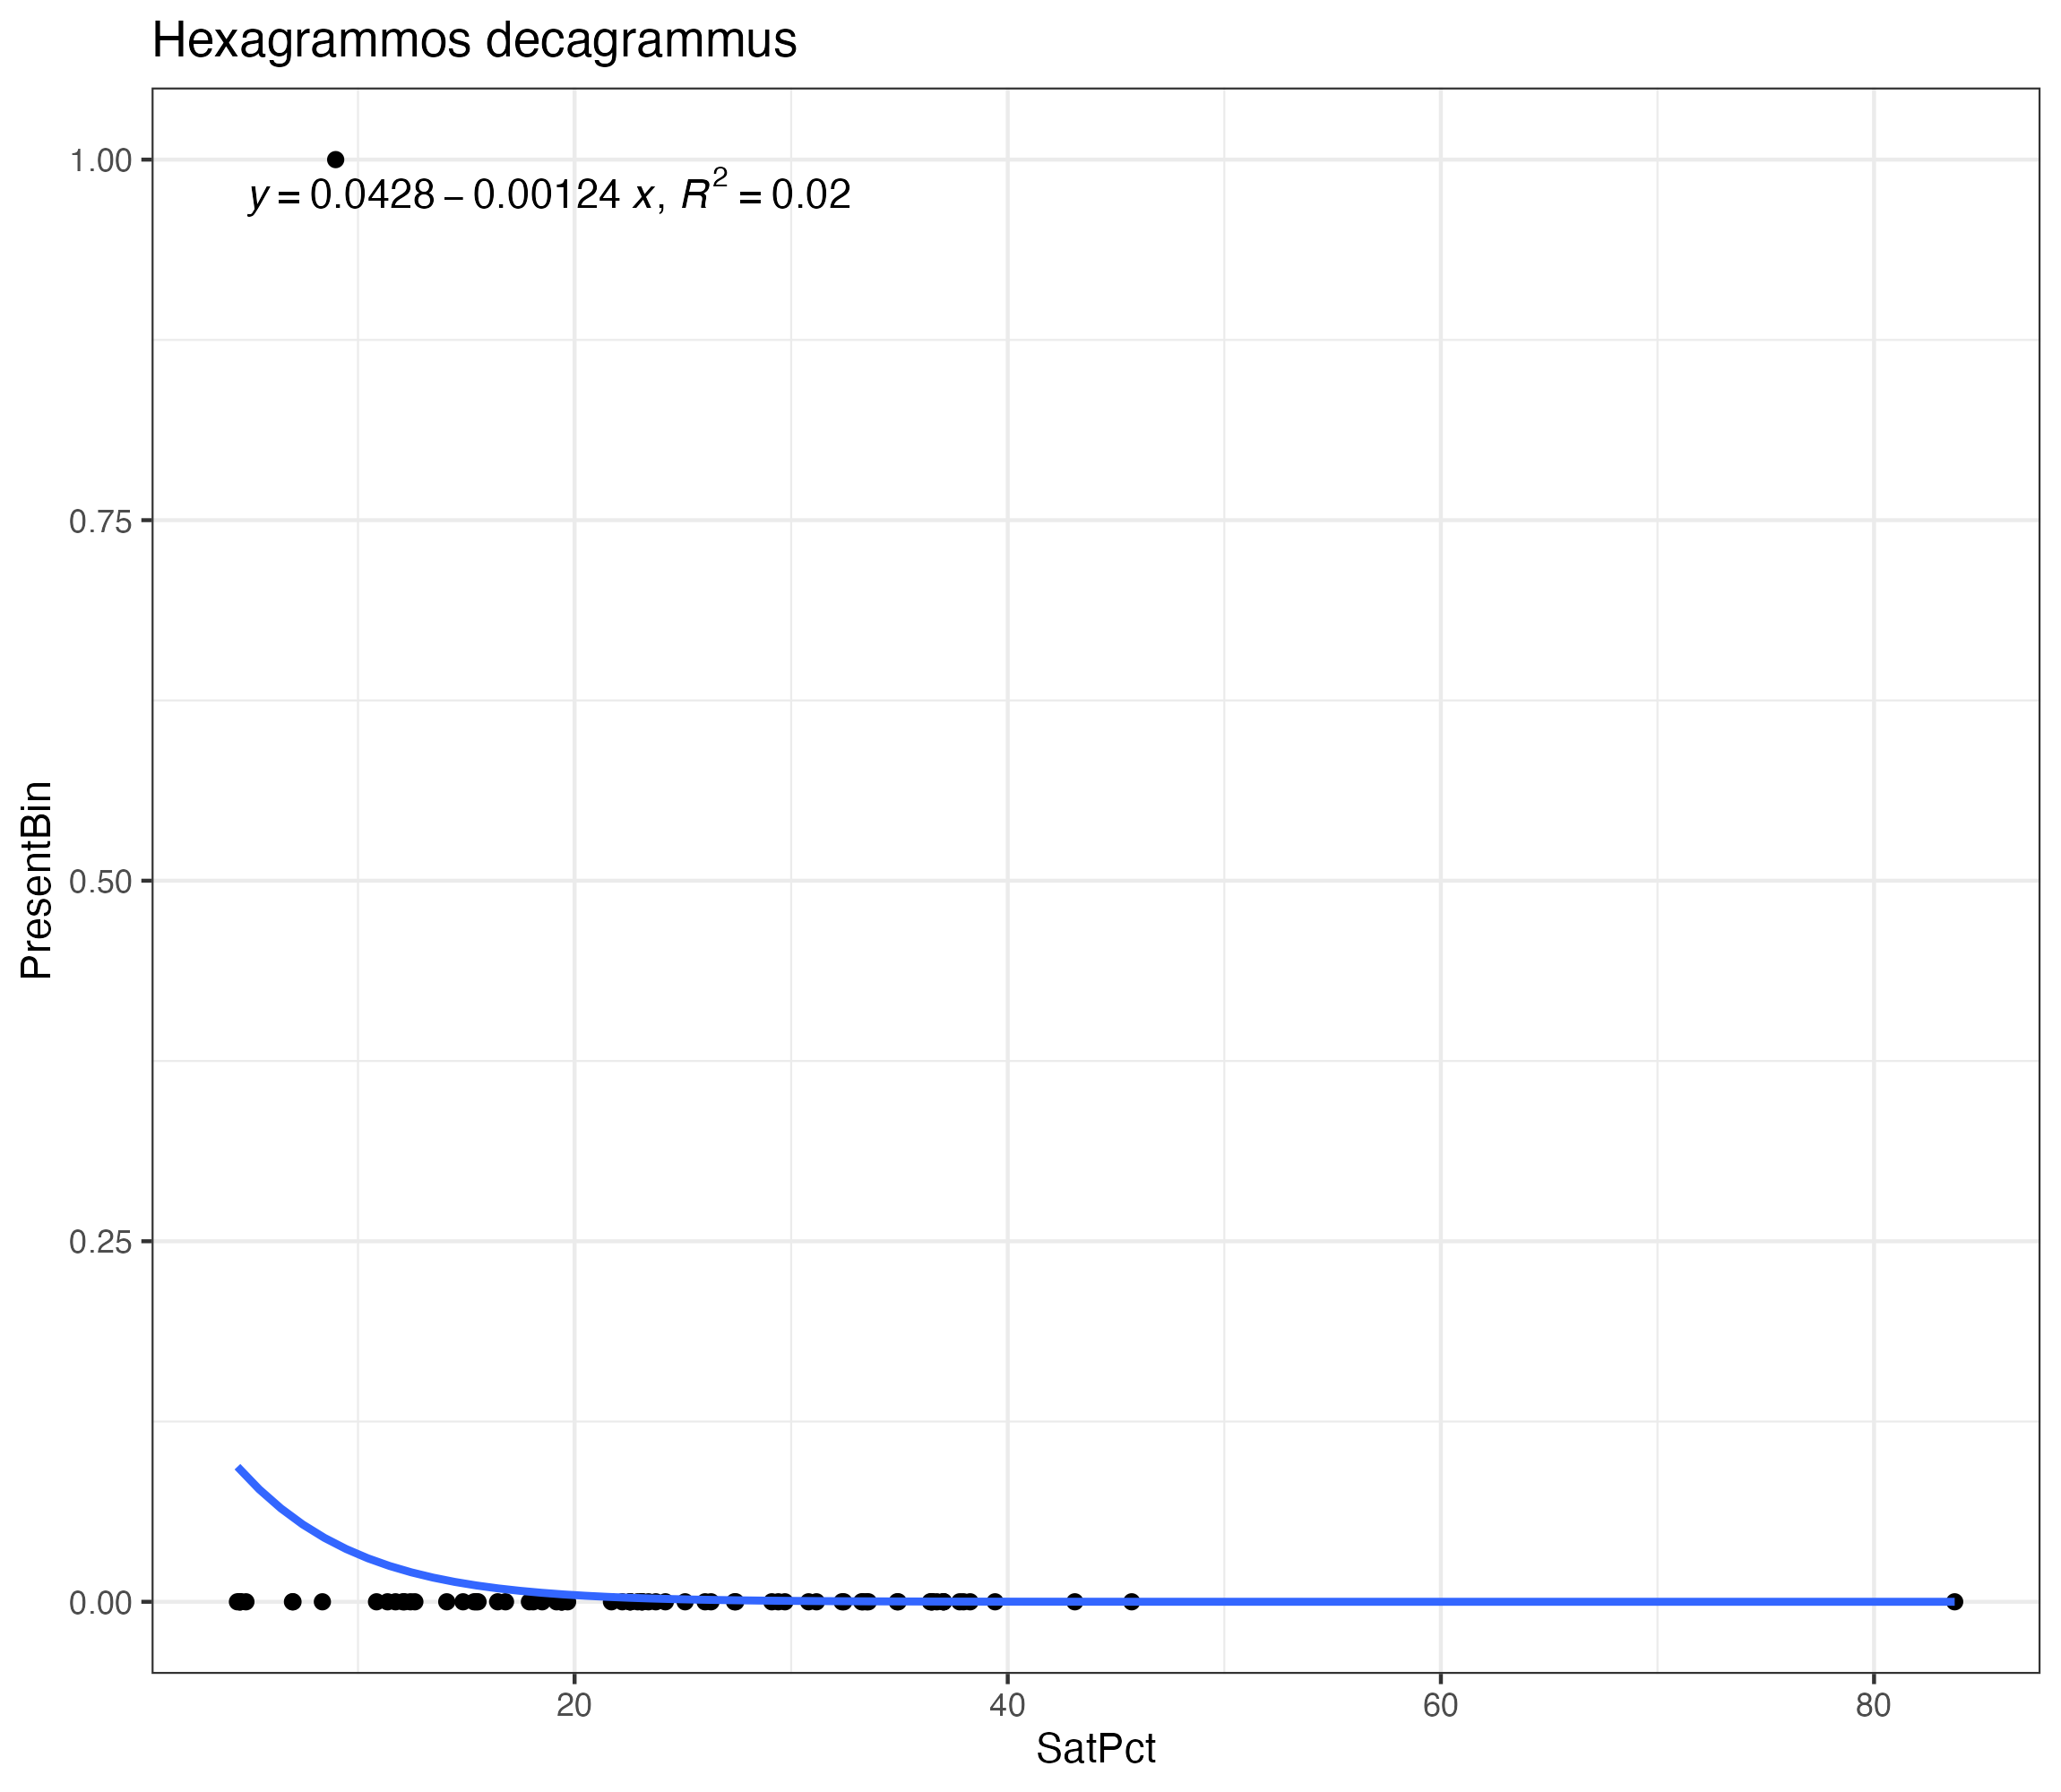 Hexagrammos decagrammus
1.00
y = 0.0428 – 0.00124 x, R² = 0.02
0.75
0.50
0.25
0.00
PresentBin
20 40 60 80
SatPct